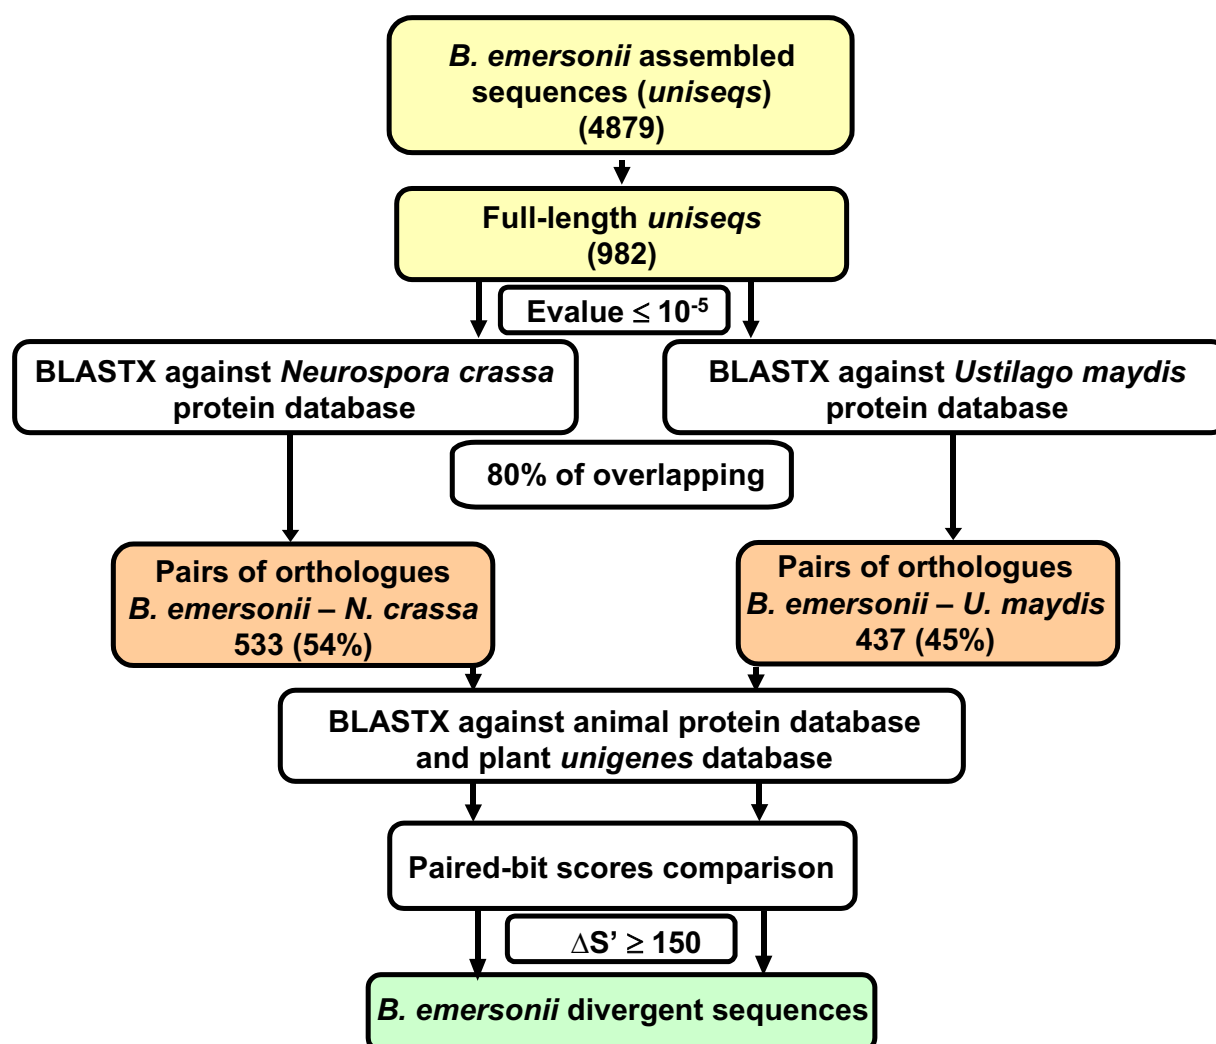 B. emersonii assembled
sequences (uniseqs)
(4879)
Full-length uniseqs
(982)
Evalue ≤ 10⁻⁵
BLASTX against Neurospora crassa
protein database
BLASTX against Ustilago maydis
protein database
80% of overlapping
Pairs of orthologues
B. emersonii – N. crassa
533 (54%)
Pairs of orthologues
B. emersonii – U. maydis
437 (45%)
BLASTX against animal protein database
and plant unigenes database
Paired-bit scores comparison
ΔS’ ≥ 150
B. emersonii divergent sequences